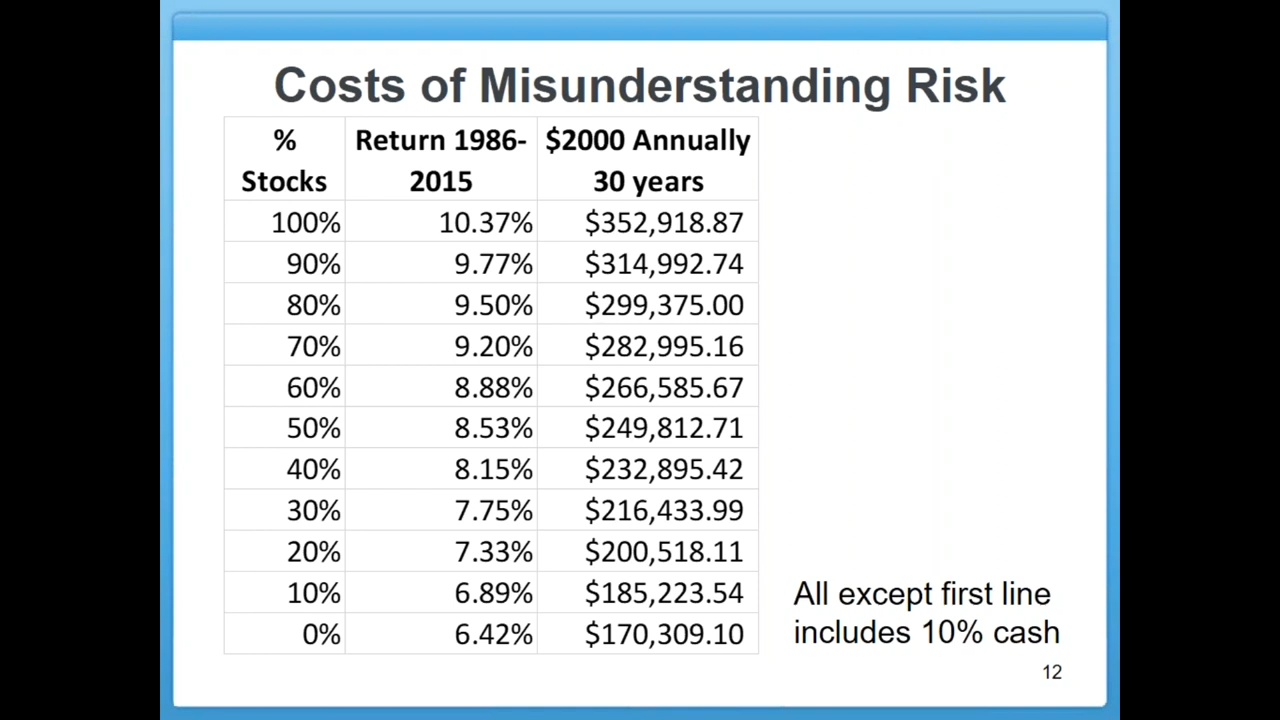 Costs of Misunderstanding Risk
% Stocks Return 1986-2015 $2000 Annually 30 years
100% 10.37% $352,918.87
90% 9.77% $314,992.74
80% 9.50% $299,375.00
70% 9.20% $282,995.16
60% 8.88% $266,585.67
50% 8.53% $249,812.71
40% 8.15% $232,895.42
30% 7.75% $216,433.99
20% 7.33% $200,518.11
10% 6.89% $185,223.54
0% 6.42% $170,309.10
All except first line
includes 10% cash
12